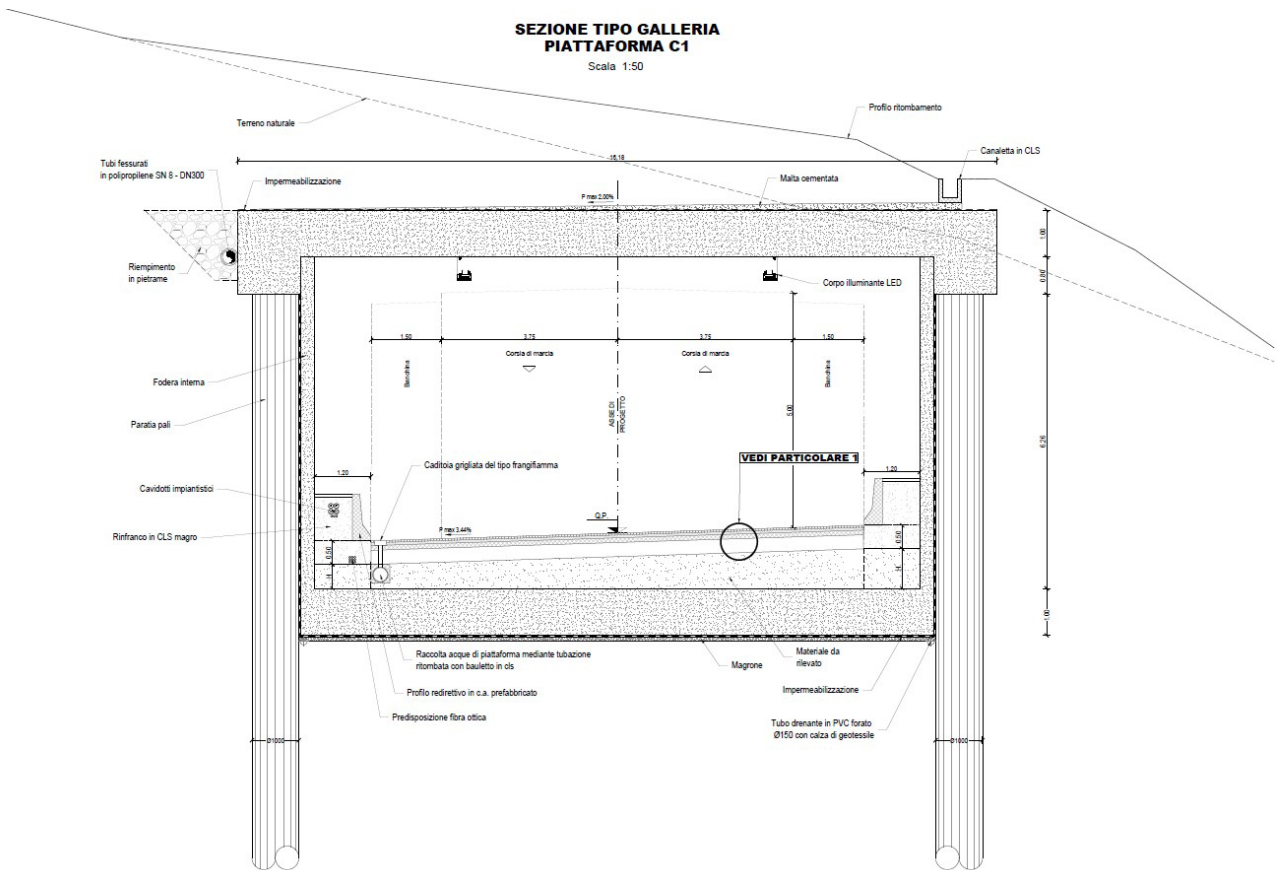 SEZIONE TIPO GALLERIA
PIATTAFORMA C1
Scala 1:50
Terreno naturale
Profilo ritombamento
Canaletta in CLS
Tubi fessurati
in polipropilene SN 8 - DN300
Impermeabilizzazione
16,18
Malta cementata
P max 2.00%
1.60
Riempimento
in pietrame
0.80
Corpo illuminante LED
1.50
3.75
3.75
1.50
Corsia di marcia
Corsia di marcia
Banchina
Banchina
Fodera interna
ASSE DI
PROGETTO
5.00
Paratia pali
6.26
VEDI PARTICOLARE 1
Caditoia grigliata del tipo frangifiamma
1.20
1.20
Cavidotti impiantistici
Q.P.
P max 3.44%
Rinfranco in CLS magro
0.50
0.50
H
H
1.00
Raccolta acque di piattaforma mediante tubazione
ritombata con bauletto in cls
Magrone
Materiale da
rilevato
Profilo redirettivo in c.a. prefabbricato
Impermeabilizzazione
Predisposizione fibra ottica
Tubo drenante in PVC forato
Ø150 con calza di geotessile
Ø1000
Ø1000